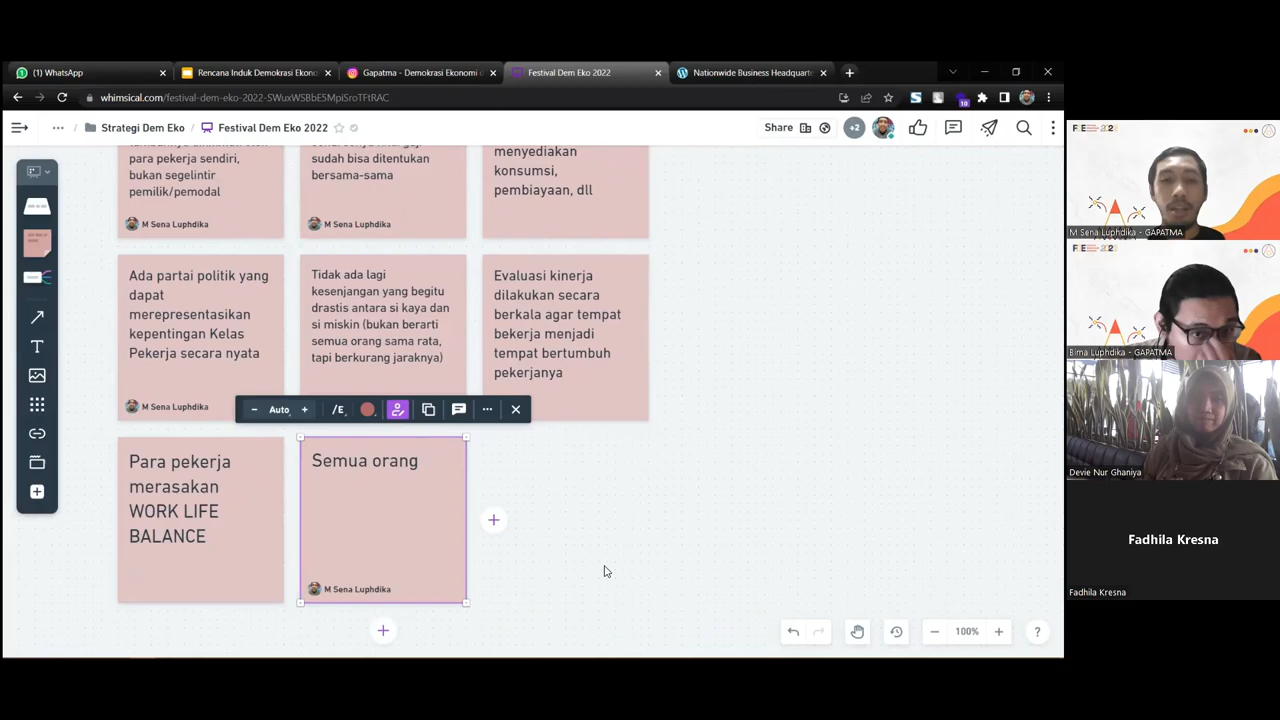 (1) WhatsApp
Rencana Induk Demokrasi Ekono
Gapatma - Demokrasi Ekonomi o
Festival Dem Eko 2022
Nationwide Business Headquarte
whimsical.com/festival-dem-eko-2022-SWuxWSBbE5MpiSroTFtRAC
Strategi Dem Eko
/
Festival Dem Eko 2022
Share
+2
para pekerja sendiri,
bukan segelintir
pemilik/pemodal
M Sena Luphdika
sudah bisa ditentukan
bersama-sama
M Sena Luphdika
menyediakan
konsumsi,
pembiayaan, dll
Ada partai politik yang
dapat
merepresentasikan
kepentingan Kelas
Pekerja secara nyata
M Sena Luphdika
Tidak ada lagi
kesenjangan yang begitu
drastis antara si kaya dan
si miskin (bukan berarti
semua orang sama rata,
tapi berkurang jaraknya)
Evaluasi kinerja
dilakukan secara
berkala agar tempat
bekerja menjadi
tempat bertumbuh
pekerjanya
Auto
/E
Para pekerja
merasakan
WORK LIFE
BALANCE
Semua orang
M Sena Luphdika
100%
M Sena Luphdika - GAPATMA
Bima Luphdika - GAPATMA
Devie Nur Ghaniya
Fadhila Kresna
Fadhila Kresna